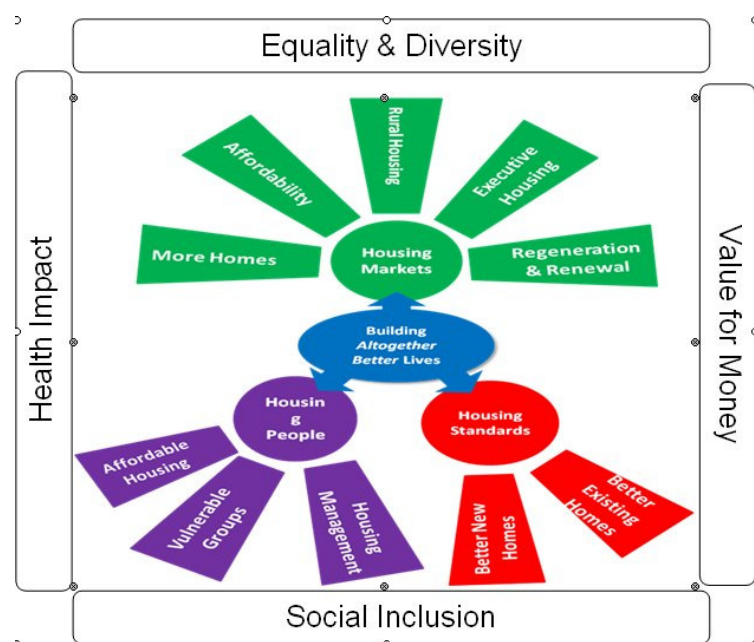 Equality & Diversity
Health Impact
Value for Money
Rural Housing
Affordability
Executive
Housing
More Homes
Housing
Markets
Regeneration
& Renewal
Building
Altogether
Better Lives
Housin
g
People
Housing
Standards
Affordable
Housing
Vulnerable
Groups
Housing
Management
Better New
Homes
Better
Existing
Homes
Social Inclusion